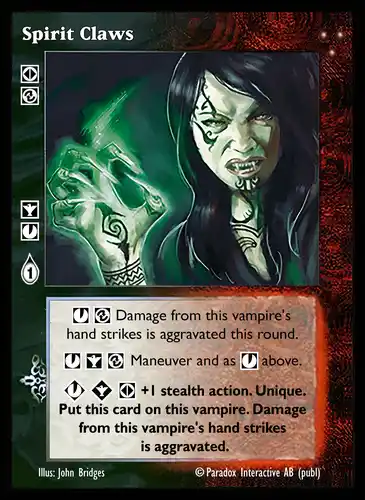 Spirit Claws
1
Damage from this vampire's
hand strikes is aggravated this round.
Maneuver and as above.
+1 stealth action. Unique.
Put this card on this vampire. Damage
from this vampire's hand strikes
is aggravated.
Illus: John Bridges © Paradox Interactive AB (publ)